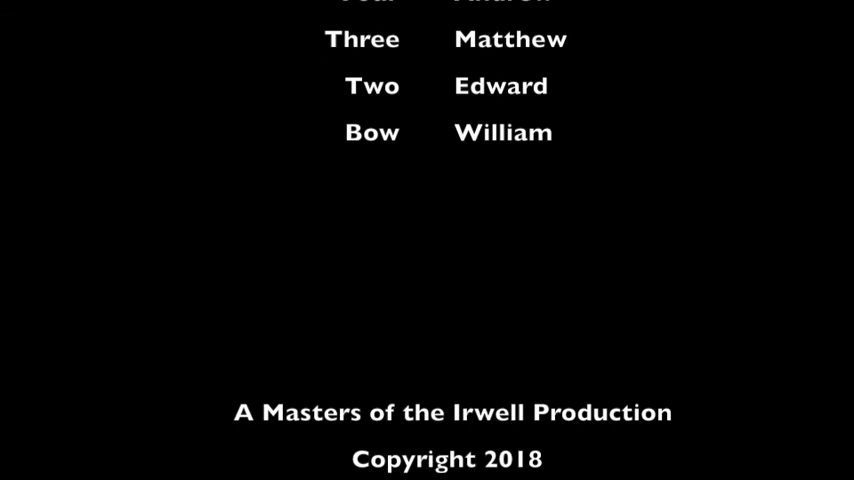 Three Matthew
Two Edward
Bow William
A Masters of the Irwell Production
Copyright 2018